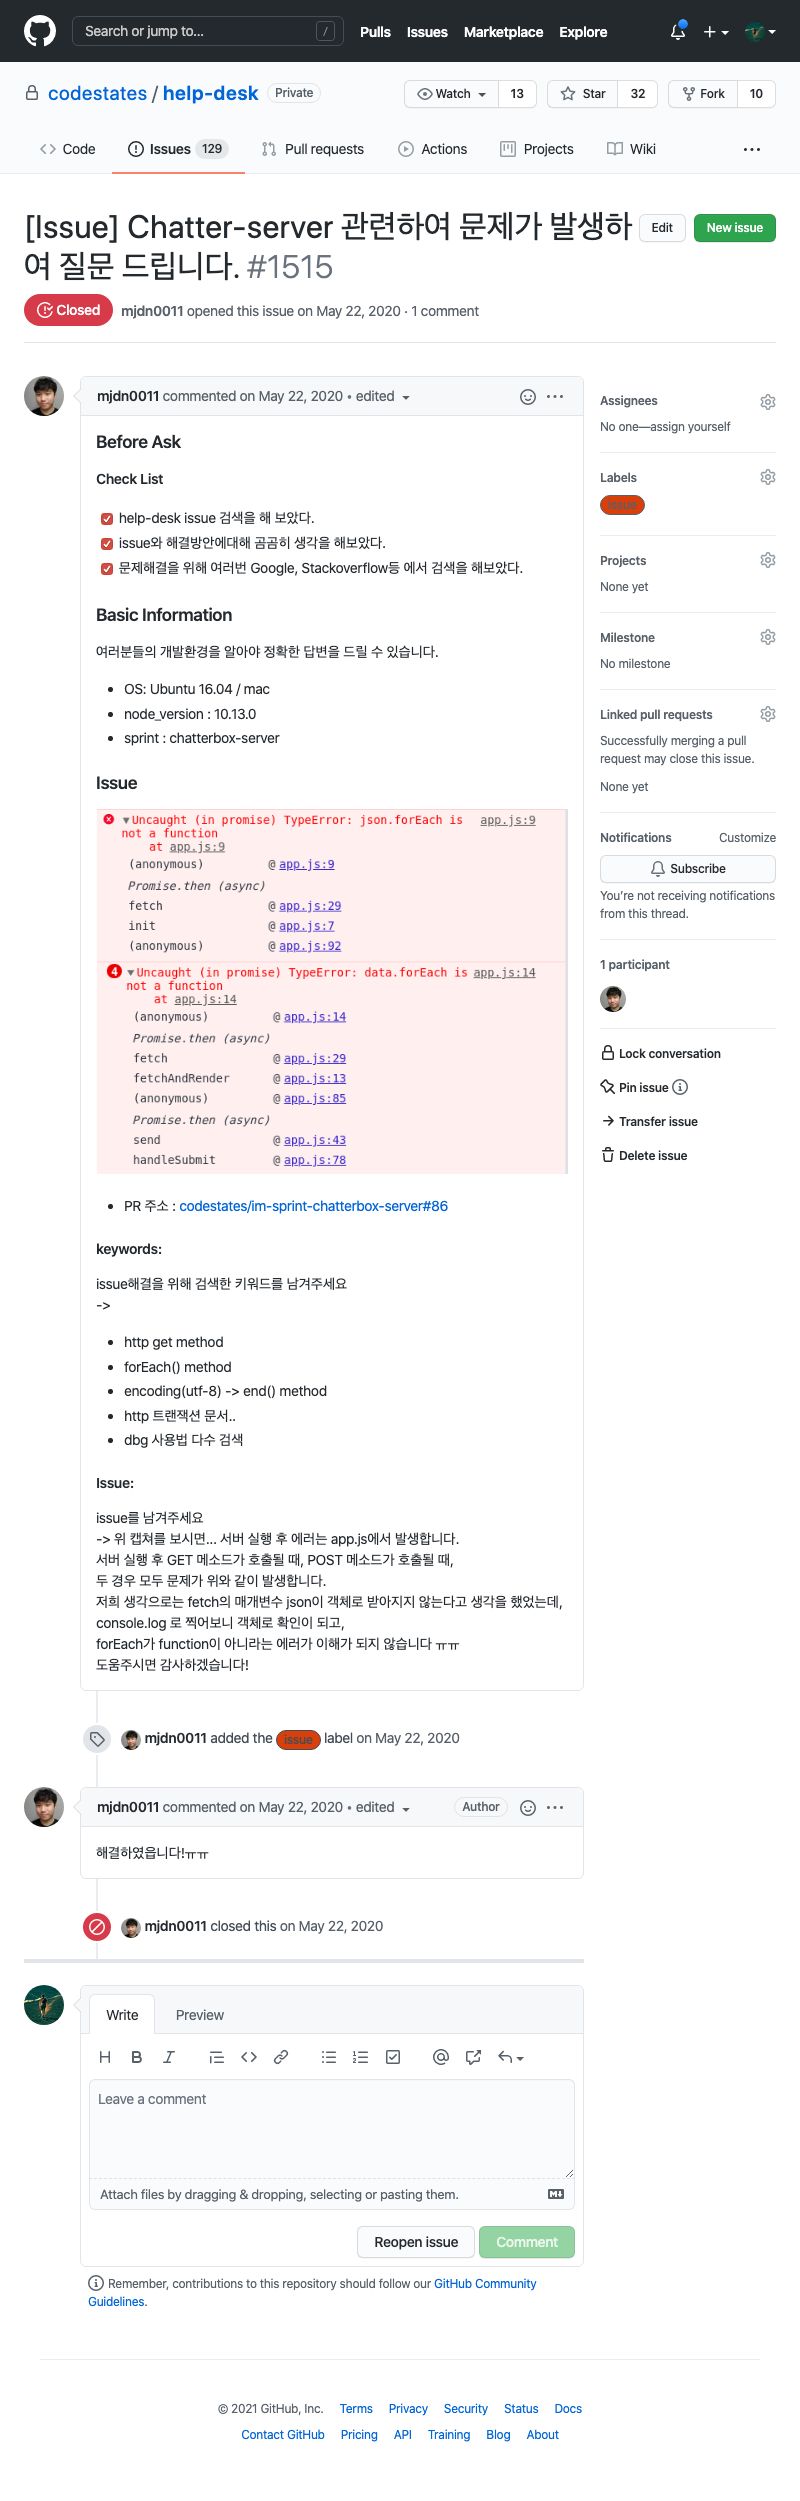 Search or jump to... /
Pulls Issues Marketplace Explore
codestates / help-desk Private
Watch 13 Star 32 Fork 10
Code Issues 129 Pull requests Actions Projects Wiki ...
[Issue] Chatter-server 관련하여 문제가 발생하
여 질문 드립니다. #1515
Edit New issue
Closed mjdn0011 opened this issue on May 22, 2020 · 1 comment
mjdn0011 commented on May 22, 2020 • edited
Before Ask
Check List
help-desk issue 검색을 해 보았다.
issue와 해결방안에대해 곰곰히 생각을 해보았다.
문제해결을 위해 여러번 Google, Stackoverflow등 에서 검색을 해보았다.
Basic Information
여러분들의 개발환경을 알아야 정확한 답변을 드릴 수 있습니다.
OS: Ubuntu 16.04 / mac
node_version : 10.13.0
sprint : chatterbox-server
Issue
Uncaught (in promise) TypeError: json.forEach is app.js:9
not a function
at app.js:9
(anonymous) @ app.js:9
Promise.then (async)
fetch @ app.js:29
init @ app.js:7
(anonymous) @ app.js:92
4 Uncaught (in promise) TypeError: data.forEach is app.js:14
not a function
at app.js:14
(anonymous) @ app.js:14
Promise.then (async)
fetch @ app.js:29
fetchAndRender @ app.js:13
(anonymous) @ app.js:85
Promise.then (async)
send @ app.js:43
handleSubmit @ app.js:78
PR 주소 : codestates/im-sprint-chatterbox-server#86
keywords:
issue해결을 위해 검색한 키워드를 남겨주세요
->
http get method
forEach() method
encoding(utf-8) -> end() method
http 트랜잭션 문서..
dbg 사용법 다수 검색
Issue:
issue를 남겨주세요
-> 위 캡쳐를 보시면... 서버 실행 후 에러는 app.js에서 발생합니다.
서버 실행 후 GET 메소드가 호출될 때, POST 메소드가 호출될 때,
두 경우 모두 문제가 위와 같이 발생합니다.
저희 생각으로는 fetch의 매개변수 json이 객체로 받아지지 않는다고 생각을 했었는데,
console.log 로 찍어보니 객체로 확인이 되고,
forEach가 function이 아니라는 에러가 이해가 되지 않습니다 ㅠㅠ
도움주시면 감사하겠습니다!
mjdn0011 added the issue label on May 22, 2020
mjdn0011 commented on May 22, 2020 • edited Author
해결하였읍니다!ㅠㅠ
mjdn0011 closed this on May 22, 2020
Write Preview
Leave a comment
Attach files by dragging & dropping, selecting or pasting them.
Reopen issue Comment
Remember, contributions to this repository should follow our GitHub Community
Guidelines.
Assignees
No one—assign yourself
Labels
issue
Projects
None yet
Milestone
No milestone
Linked pull requests
Successfully merging a pull
request may close this issue.
None yet
Notifications Customize
Subscribe
You're not receiving notifications
from this thread.
1 participant
Lock conversation
Pin issue
Transfer issue
Delete issue
© 2021 GitHub, Inc. Terms Privacy Security Status Docs
Contact GitHub Pricing API Training Blog About